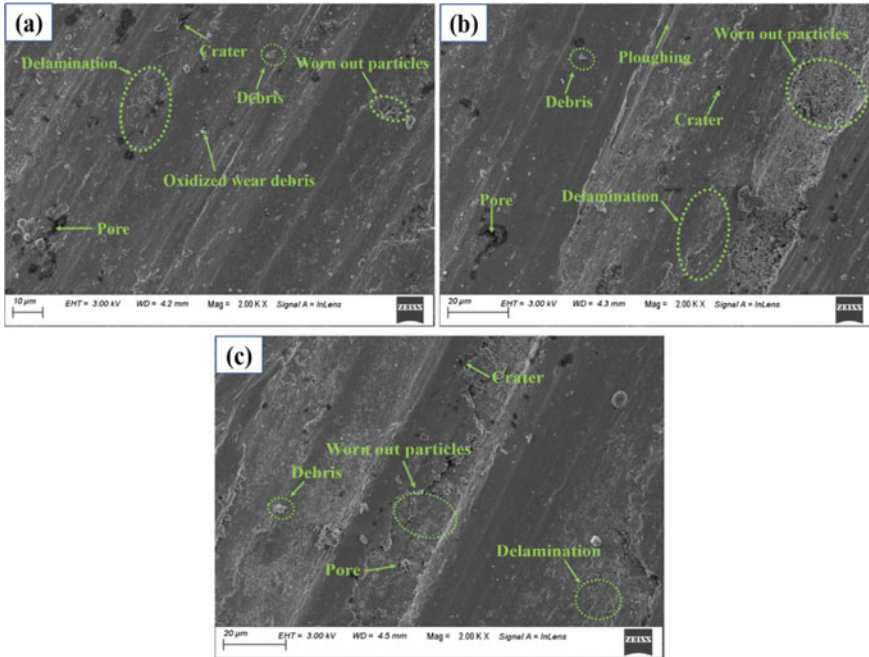 (a)
Crater
Delamination
Worn out particles
Debris
Oxidized wear debris
Pore
10 µm
EHT = 3.00 kV WD = 4.2 mm Mag = 2.00 K X Signal A = InLens
ZEISS
(b)
Ploughing
Worn out particles
Debris
Crater
Pore
Delamination
20 µm
EHT = 3.00 kV WD = 4.3 mm Mag = 2.00 K X Signal A = InLens
ZEISS
(c)
Crater
Worn out particles
Debris
Pore
Delamination
20 µm
EHT = 3.00 kV WD = 4.5 mm Mag = 2.00 K X Signal A = InLens
ZEISS